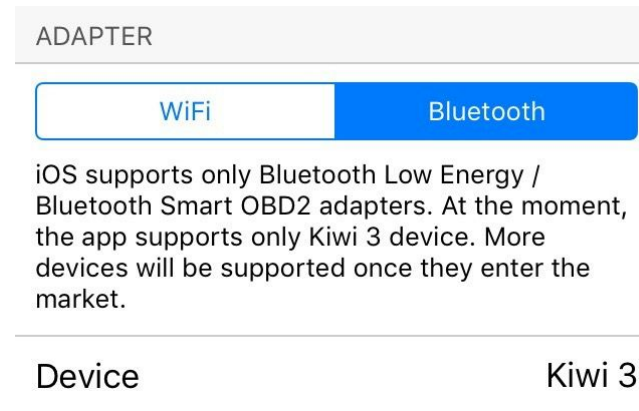 ADAPTER
WiFi Bluetooth
iOS supports only Bluetooth Low Energy /
Bluetooth Smart OBD2 adapters. At the moment,
the app supports only Kiwi 3 device. More
devices will be supported once they enter the
market.
Device Kiwi 3